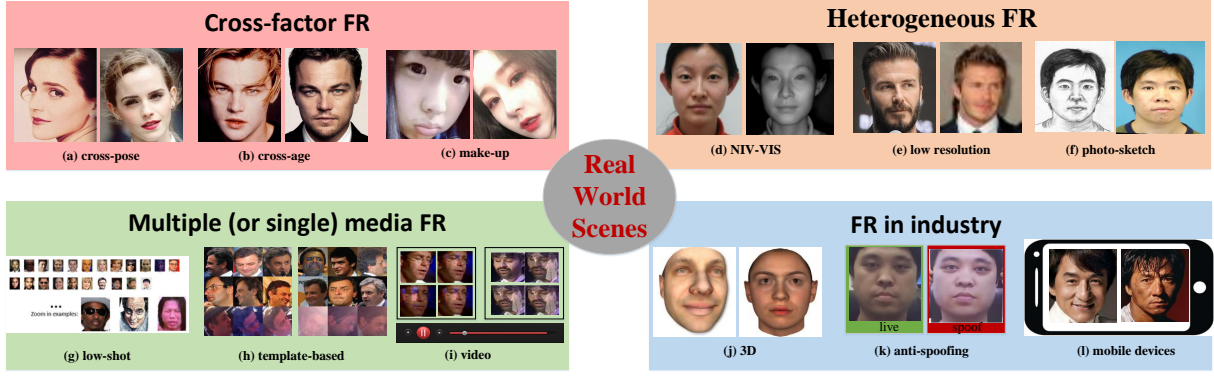 Cross-factor FR
(a) cross-pose
(b) cross-age
(c) make-up
Heterogeneous FR
(d) NIV-VIS
(e) low resolution
(f) photo-sketch
Real
World
Scenes
Multiple (or single) media FR
...
Zoom in examples:
(g) low-shot
(h) template-based
(i) video
FR in industry
live
spoof
(j) 3D
(k) anti-spoofing
(l) mobile devices